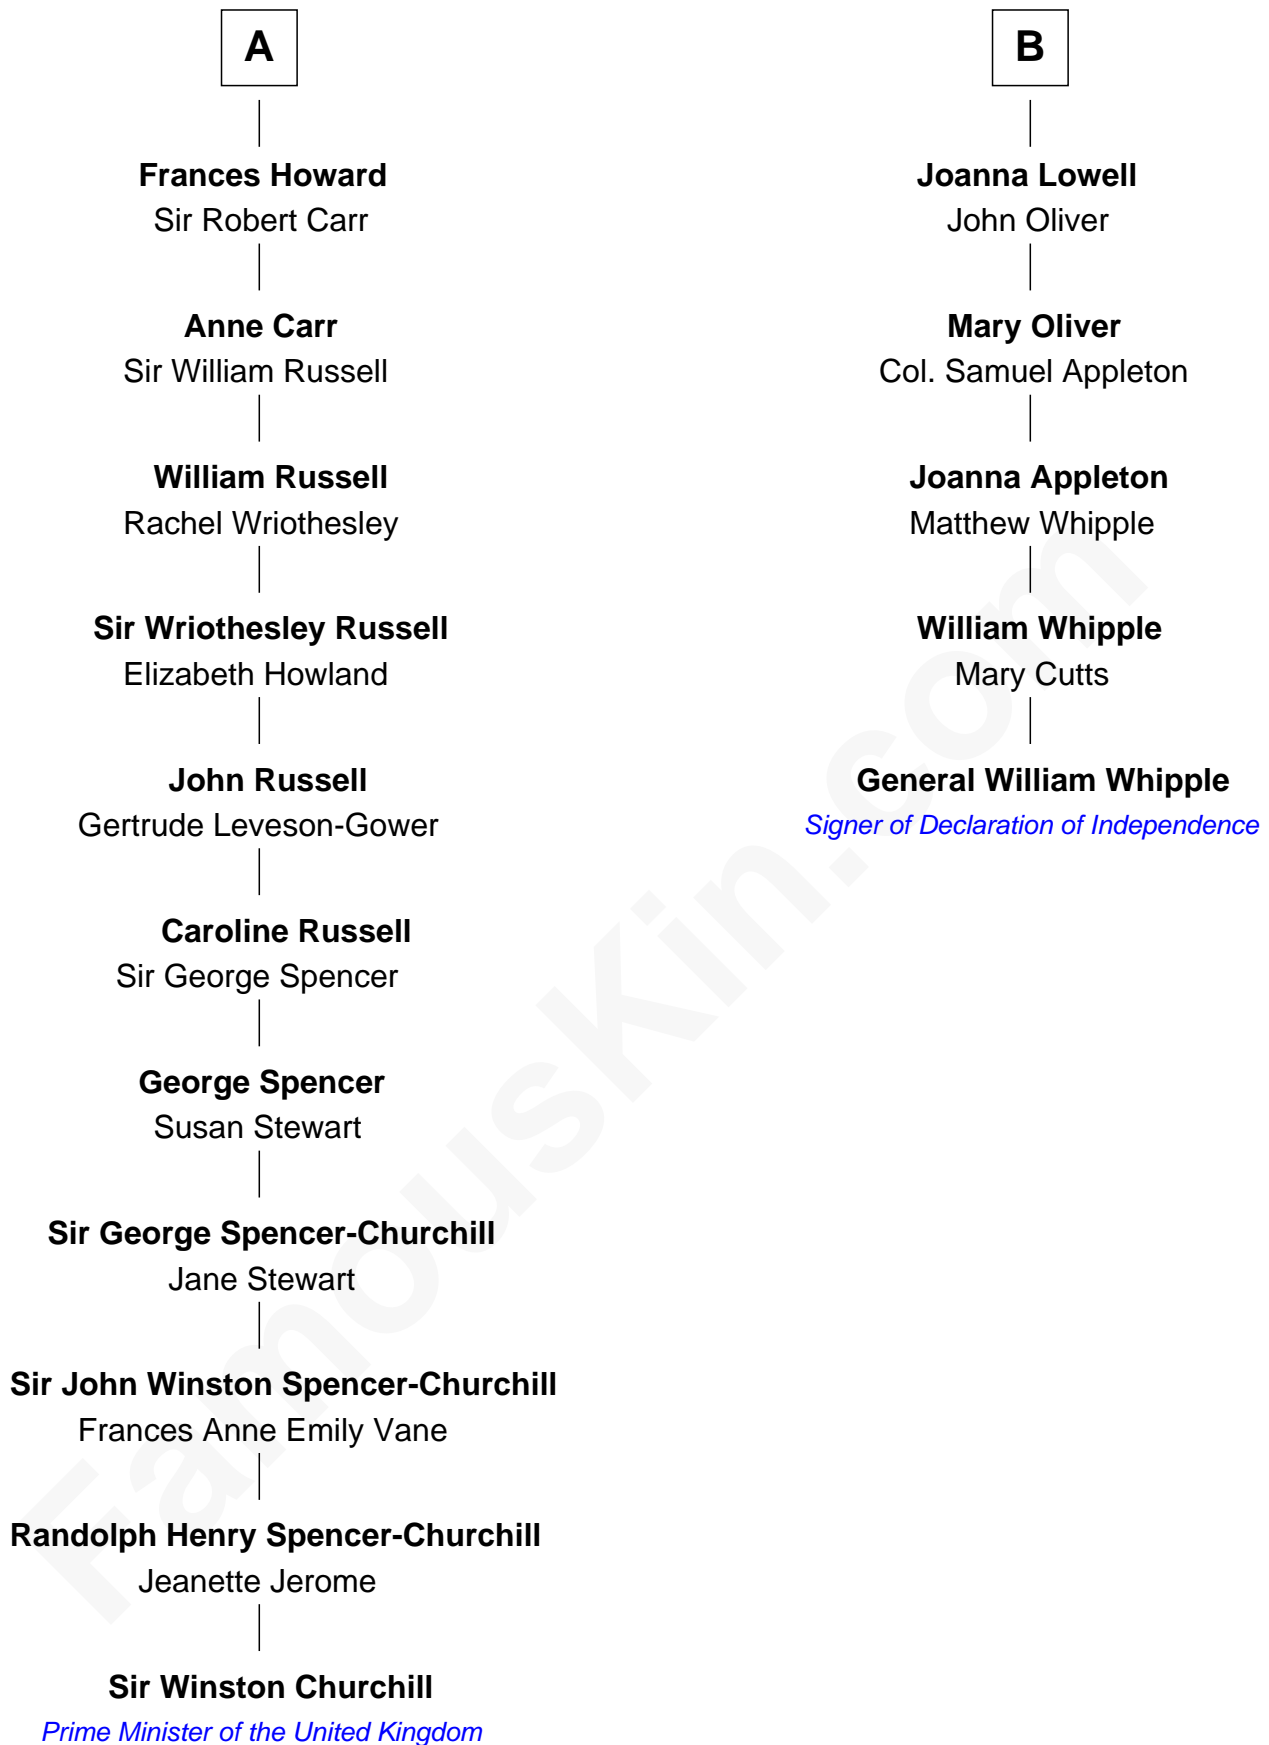 A
Frances Howard
Sir Robert Carr
Anne Carr
Sir William Russell
William Russell
Rachel Wriothesley
Sir Wriothesley Russell
Elizabeth Howland
John Russell
Gertrude Leveson-Gower
Caroline Russell
Sir George Spencer
George Spencer
Susan Stewart
Sir George Spencer-Churchill
Jane Stewart
Sir John Winston Spencer-Churchill
Frances Anne Emily Vane
Randolph Henry Spencer-Churchill
Jeanette Jerome
Sir Winston Churchill
Prime Minister of the United Kingdom
B
Joanna Lowell
John Oliver
Mary Oliver
Col. Samuel Appleton
Joanna Appleton
Matthew Whipple
William Whipple
Mary Cutts
General William Whipple
Signer of Declaration of Independence
FamousKin.com